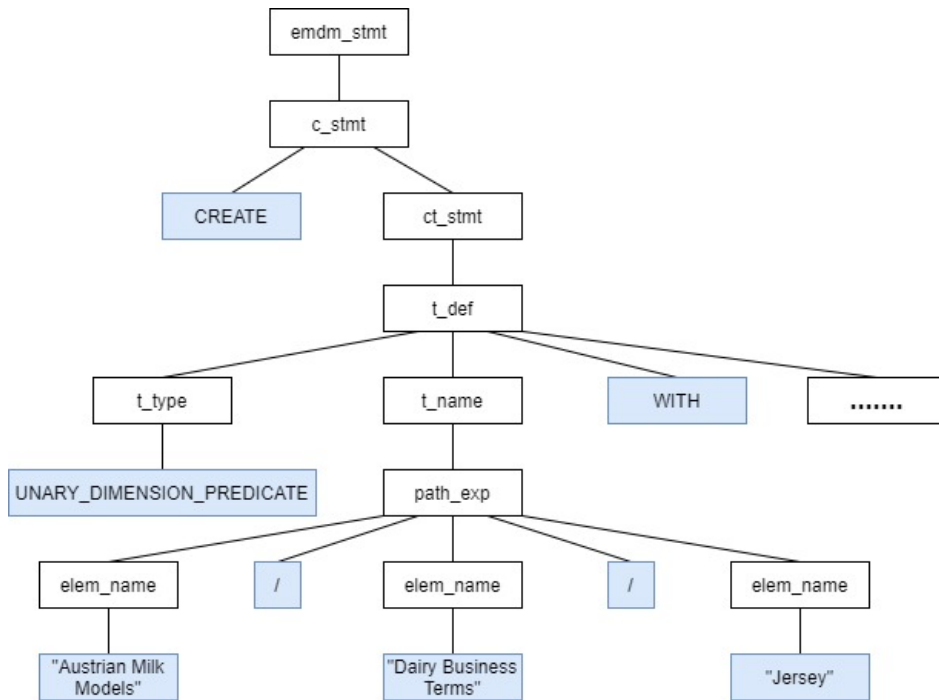 emdm_stmt
c_stmt
CREATE
ct_stmt
t_def
t_type
t_name
WITH
.......
UNARY_DIMENSION_PREDICATE
path_exp
elem_name
/
elem_name
/
elem_name
"Austrian Milk
Models"
"Dairy Business
Terms"
"Jersey"